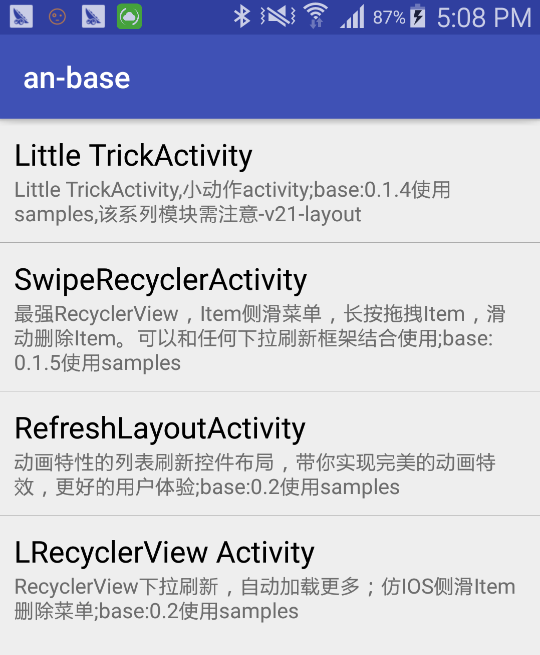 87% 5:08 PM
an-base
Little TrickActivity
Little TrickActivity,小动作activity;base:0.1.4使用
samples,该系列模块需注意-v21-layout
SwipeRecyclerActivity
最强RecyclerView，Item侧滑菜单，长按拖拽Item，滑
动删除Item。可以和任何下拉刷新框架结合使用;base:
0.1.5使用samples
RefreshLayoutActivity
动画特性的列表刷新控件布局，带你实现完美的动画特
效，更好的用户体验;base:0.2使用samples
LRecyclerView Activity
RecyclerView下拉刷新，自动加载更多；仿IOS侧滑Item
删除菜单;base:0.2使用samples